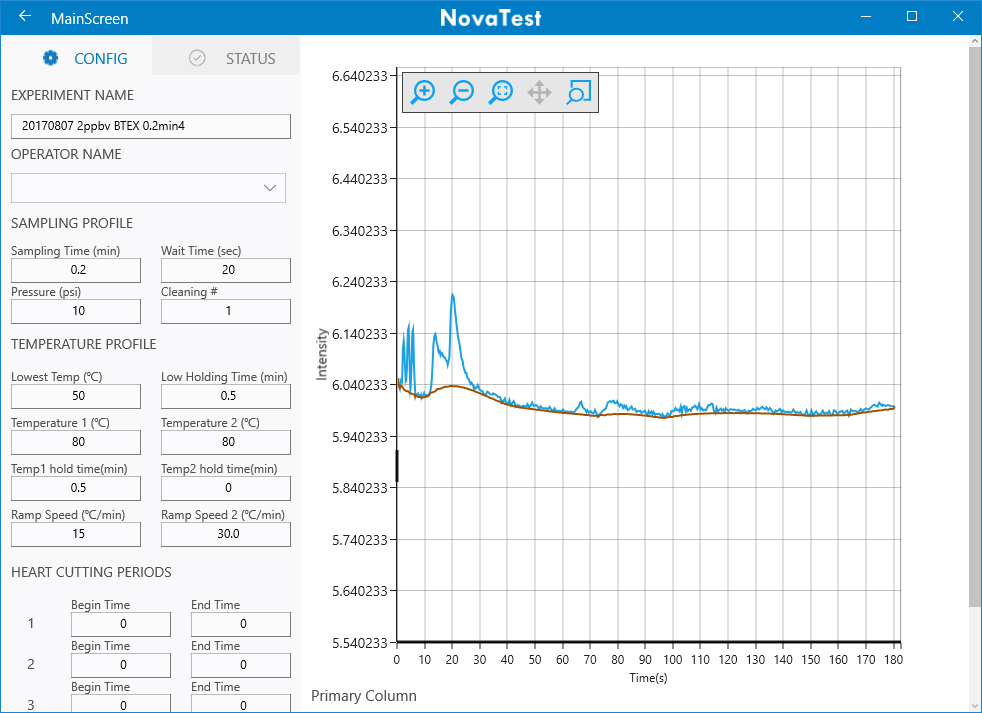 MainScreen
NovaTest
CONFIG
STATUS
EXPERIMENT NAME
20170807 2ppbv BTEX 0.2min4
OPERATOR NAME
SAMPLING PROFILE
Sampling Time (min)
Wait Time (sec)
0.2
20
Pressure (psi)
Cleaning #
10
1
TEMPERATURE PROFILE
Lowest Temp (℃)
Low Holding Time (min)
50
0.5
Temperature 1 (℃)
Temperature 2 (℃)
80
80
Temp1 hold time(min)
Temp2 hold time(min)
0.5
0
Ramp Speed (℃/min)
Ramp Speed 2 (℃/min)
15
30.0
HEART CUTTING PERIODS
Begin Time
End Time
1
0
0
Begin Time
End Time
2
0
0
Begin Time
End Time
3
0
0
6.640233
6.540233
6.440233
6.340233
6.240233
6.140233
6.040233
5.940233
5.840233
5.740233
5.640233
5.540233
Intensity
0 10 20 30 40 50 60 70 80 90 100 110 120 130 140 150 160 170 180
Time(s)
Primary Column